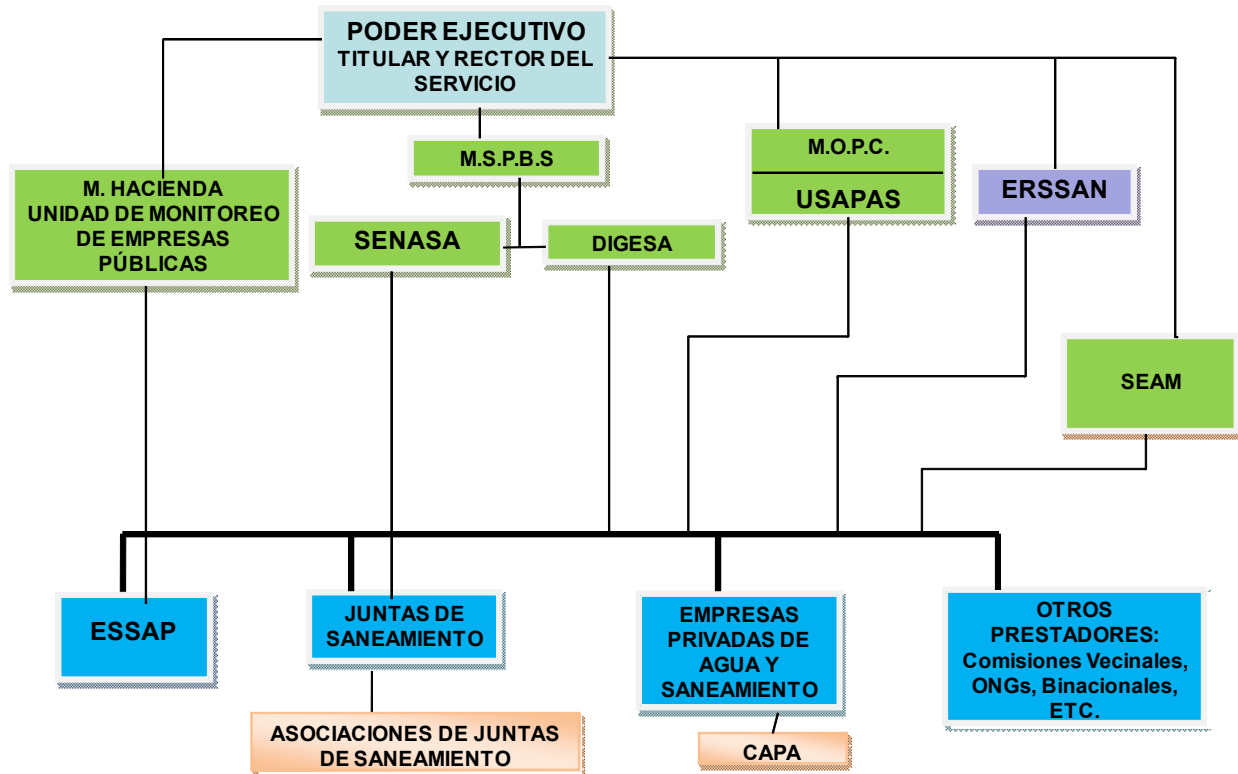 PODER EJECUTIVO
TITULAR Y RECTOR DEL
SERVICIO
M.S.P.B.S
M.O.P.C.
USAPAS
ERSSAN
M. HACIENDA
UNIDAD DE MONITOREO
DE EMPRESAS
PÚBLICAS
SENASA
DIGESA
SEAM
ESSAP
JUNTAS DE
SANEAMIENTO
EMPRESAS
PRIVADAS DE
AGUA Y
SANEAMIENTO
OTROS
PRESTADORES:
Comisiones Vecinales,
ONGs, Binacionales,
ETC.
ASOCIACIONES DE JUNTAS
DE SANEAMIENTO
CAPA